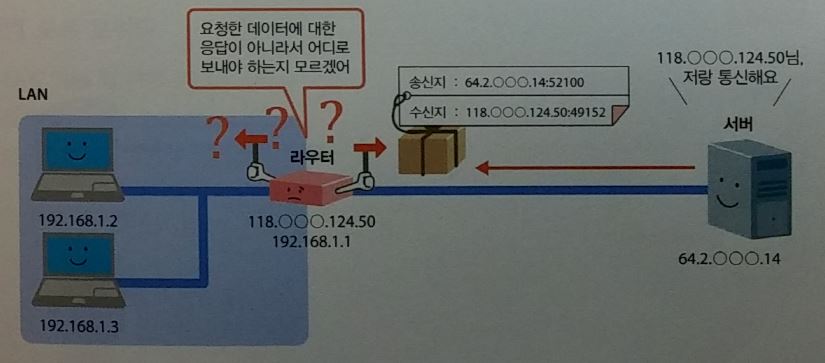 요청한 데이터에 대한
응답이 아니라서 어디로
보내야 하는지 모르겠어
송신지 : 64.2.○○○.14:52100
수신지 : 118.○○○.124.50:49152
118.○○○.124.50님,
저랑 통신해요
LAN
? ? ?
라우터
서버
192.168.1.2
118.○○○.124.50
192.168.1.1
64.2.○○○.14
192.168.1.3